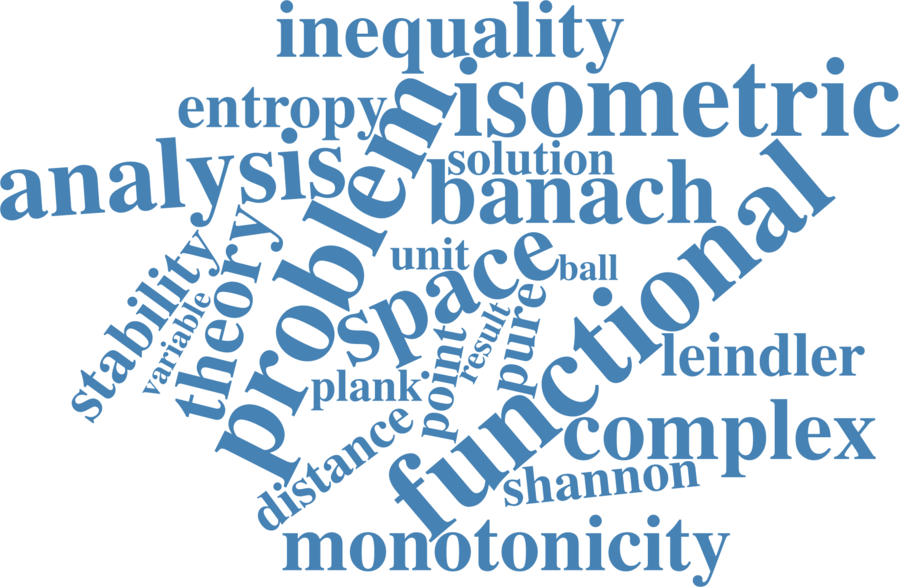 inequality
isometric
entropy
problem
analysis
solution
banach
functional
stability
theory
unit
space
ball
variable
pure
result
point
leindler
plank
distance
complex
shannon
monotonicity